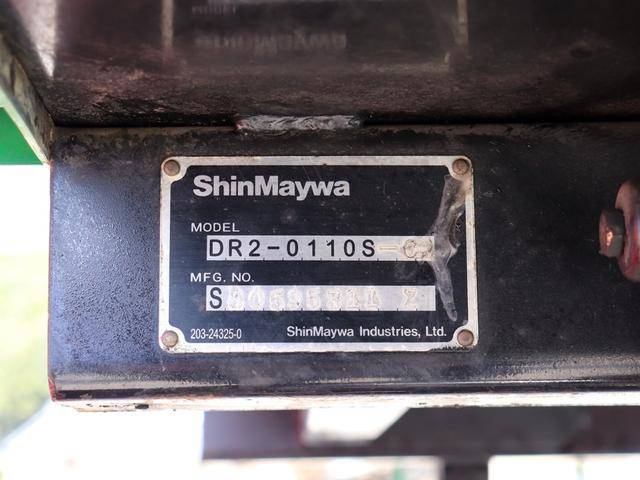 ShinMaywa
MODEL
DR2-0110S-
MFG. NO.
203-24325-0
ShinMaywa Industries, Ltd.